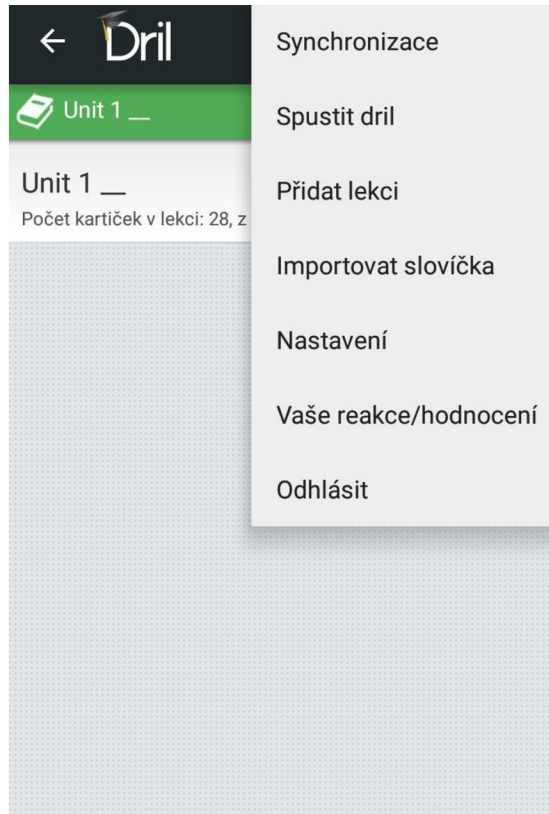 Dril
Unit 1 __
Unit 1 __
Počet kartiček v lekci: 28, z
Synchronizace
Spustit dril
Přidat lekci
Importovat slovíčka
Nastavení
Vaše reakce/hodnocení
Odhlásit